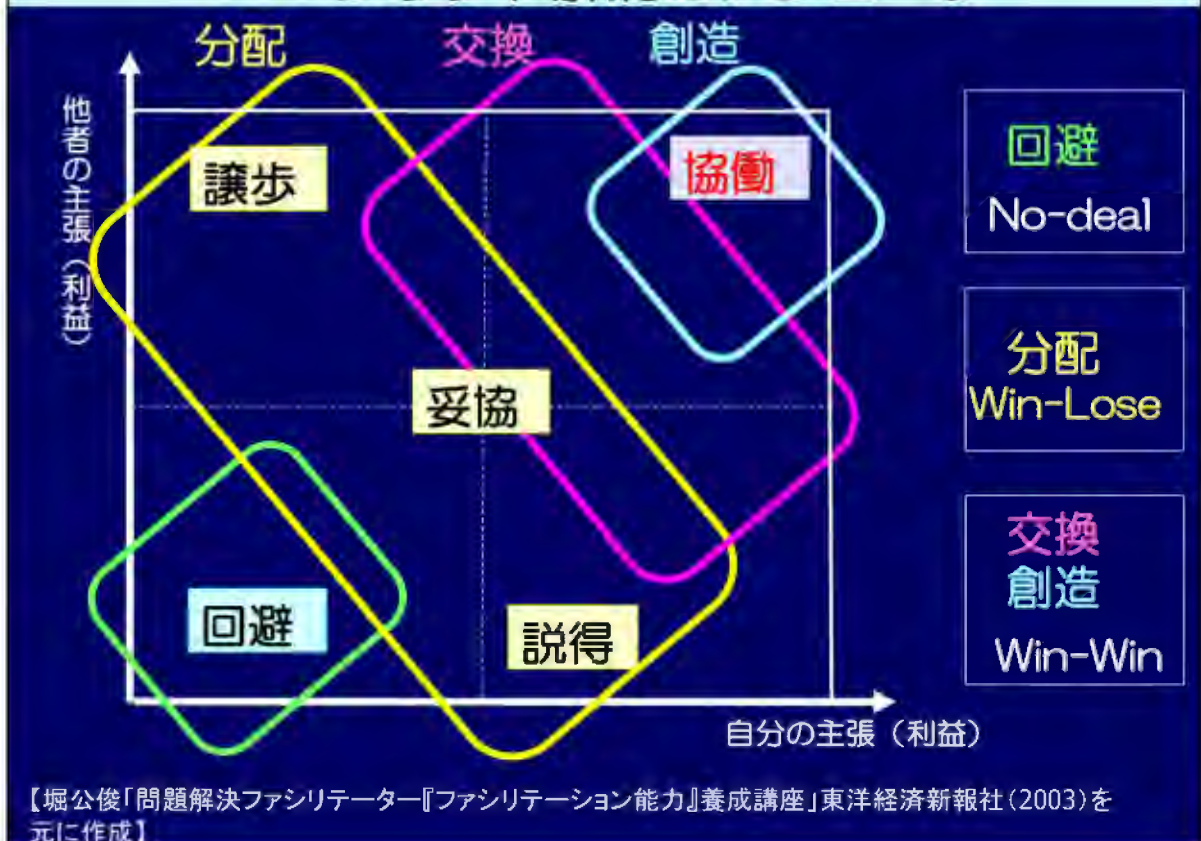 分配
交換
創造
他者の主張（利益）
譲歩
協働
妥協
回避
説得
自分の主張（利益）
回避
No-deal
分配
Win-Lose
交換
創造
Win-Win
【堀公俊「問題解決ファシリテーター『ファシリテーション能力』養成講座」東洋経済新報社（2003）を
元に作成】